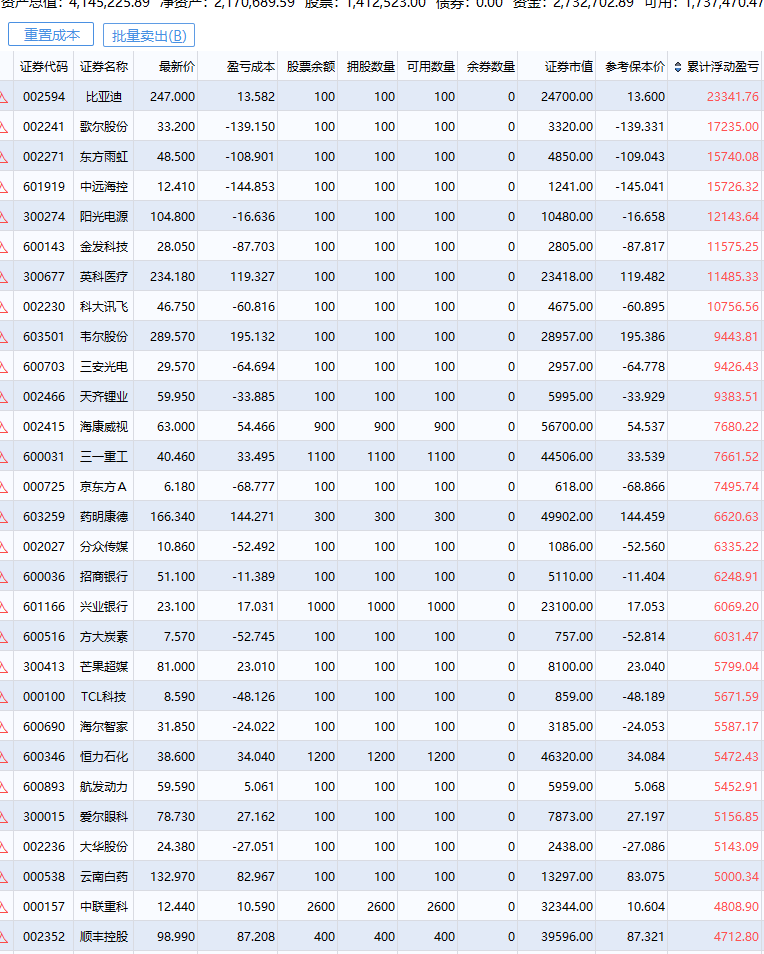 资产总值: 4,145,225.89 净资产: 2,170,689.59 股票: 1,412,523.00 债券: 0.00 资金: 2,732,702.89 可用: 1,737,470.47
重置成本 批量卖出(B)
证券代码 证券名称 最新价 盈亏成本 股票余额 拥股数量 可用数量 余券数量 证券市值 参考保本价 累计浮动盈亏
002594 比亚迪 247.000 13.582 100 100 100 0 24700.00 13.600 23341.76
002241 歌尔股份 33.200 -139.150 100 100 100 0 3320.00 -139.331 17235.00
002271 东方雨虹 48.500 -108.901 100 100 100 0 4850.00 -109.043 15740.08
601919 中远海控 12.410 -144.853 100 100 100 0 1241.00 -145.041 15726.32
300274 阳光电源 104.800 -16.636 100 100 100 0 10480.00 -16.658 12143.64
600143 金发科技 28.050 -87.703 100 100 100 0 2805.00 -87.817 11575.25
300677 英科医疗 234.180 119.327 100 100 100 0 23418.00 119.482 11485.33
002230 科大讯飞 46.750 -60.816 100 100 100 0 4675.00 -60.895 10756.56
603501 韦尔股份 289.570 195.132 100 100 100 0 28957.00 195.386 9443.81
600703 三安光电 29.570 -64.694 100 100 100 0 2957.00 -64.778 9426.43
002466 天齐锂业 59.950 -33.885 100 100 100 0 5995.00 -33.929 9383.51
002415 海康威视 63.000 54.466 900 900 900 0 56700.00 54.537 7680.22
600031 三一重工 40.460 33.495 1100 1100 1100 0 44506.00 33.539 7661.52
000725 京东方A 6.180 -68.777 100 100 100 0 618.00 -68.866 7495.74
603259 药明康德 166.340 144.271 300 300 300 0 49902.00 144.459 6620.63
002027 分众传媒 10.860 -52.492 100 100 100 0 1086.00 -52.560 6335.22
600036 招商银行 51.100 -11.389 100 100 100 0 5110.00 -11.404 6248.91
601166 兴业银行 23.100 17.031 1000 1000 1000 0 23100.00 17.053 6069.20
600516 方大炭素 7.570 -52.745 100 100 100 0 757.00 -52.814 6031.47
300413 芒果超媒 81.000 23.010 100 100 100 0 8100.00 23.040 5799.04
000100 TCL科技 8.590 -48.126 100 100 100 0 859.00 -48.189 5671.59
600690 海尔智家 31.850 -24.022 100 100 100 0 3185.00 -24.053 5587.17
600346 恒力石化 38.600 34.040 1200 1200 1200 0 46320.00 34.084 5472.43
600893 航发动力 59.590 5.061 100 100 100 0 5959.00 5.068 5452.91
300015 爱尔眼科 78.730 27.162 100 100 100 0 7873.00 27.197 5156.85
002236 大华股份 24.380 -27.051 100 100 100 0 2438.00 -27.086 5143.09
000538 云南白药 132.970 82.967 100 100 100 0 13297.00 83.075 5000.34
000157 中联重科 12.440 10.590 2600 2600 2600 0 32344.00 10.604 4808.90
002352 顺丰控股 98.990 87.208 400 400 400 0 39596.00 87.321 4712.80